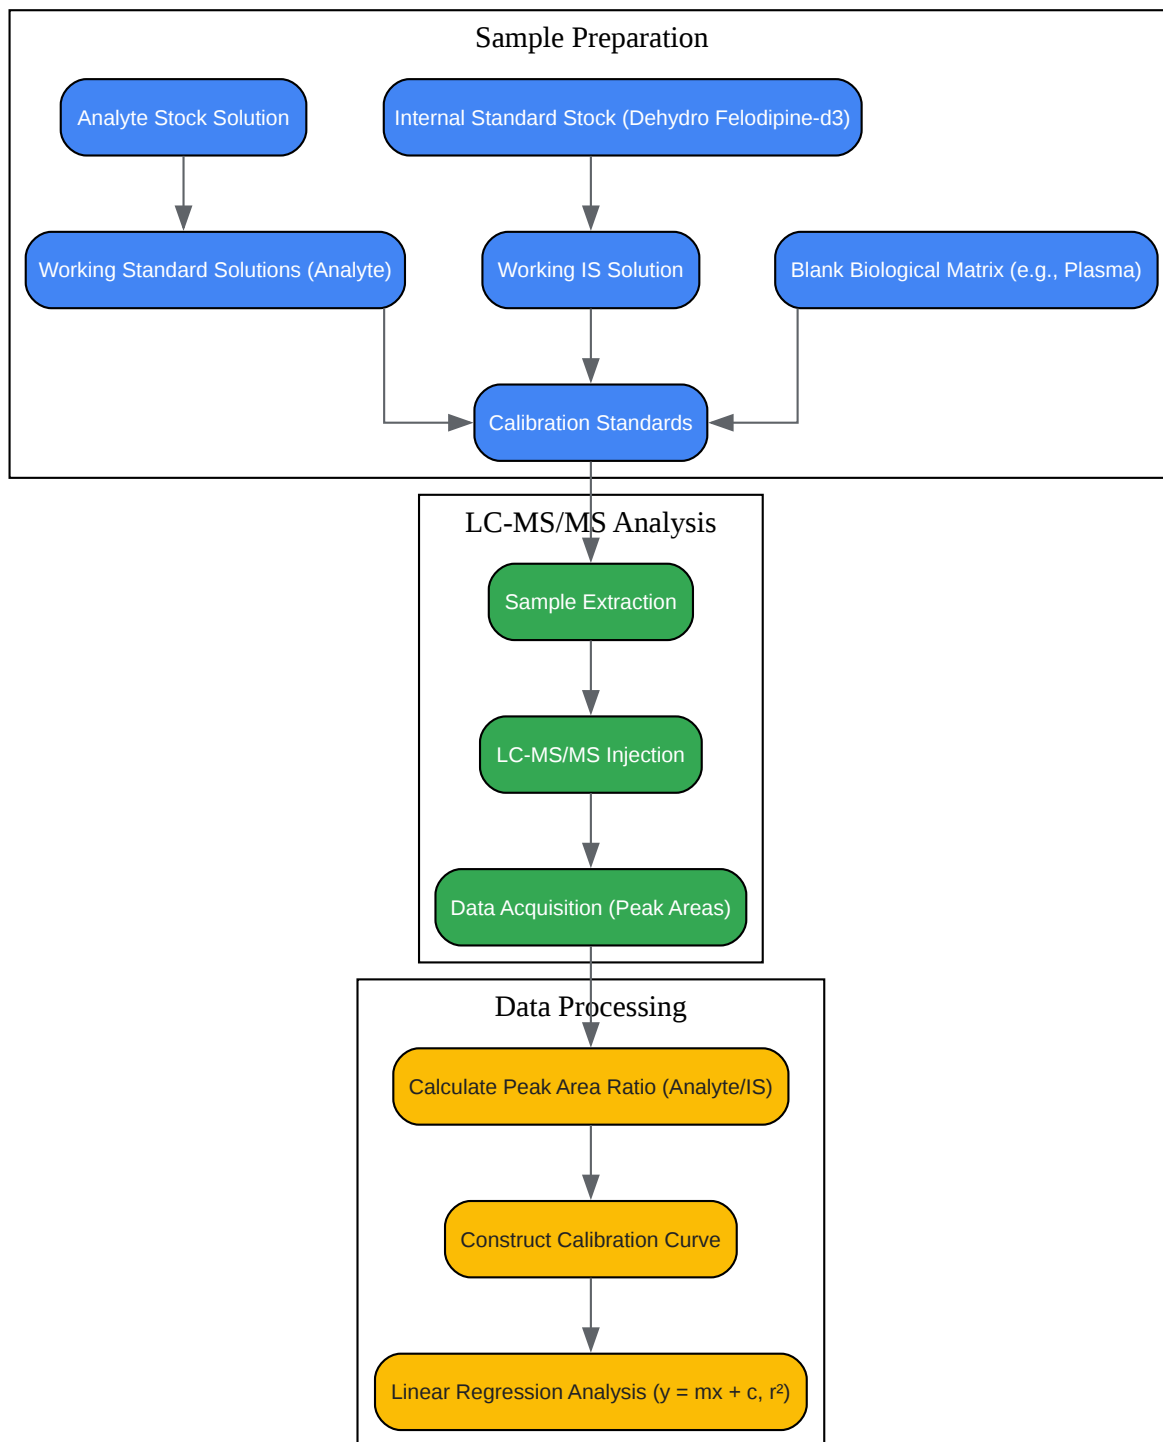 Sample Preparation
Analyte Stock Solution
Internal Standard Stock (Dehydro Felodipine-d3)
Working Standard Solutions (Analyte)
Working IS Solution
Blank Biological Matrix (e.g., Plasma)
Calibration Standards
LC-MS/MS Analysis
Sample Extraction
LC-MS/MS Injection
Data Acquisition (Peak Areas)
Data Processing
Calculate Peak Area Ratio (Analyte/IS)
Construct Calibration Curve
Linear Regression Analysis (y = mx + c, r²)